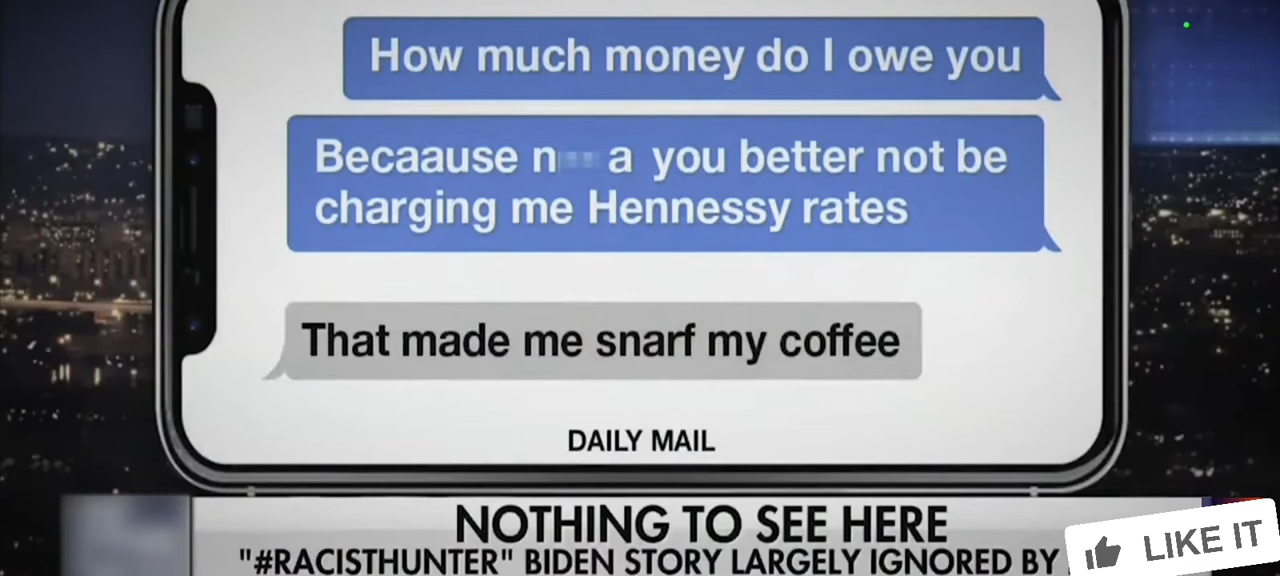 How much money do I owe you
Becaause n a you better not be
charging me Hennessy rates
That made me snarf my coffee
DAILY MAIL
NOTHING TO SEE HERE
"#RACISTHUNTER" BIDEN STORY LARGELY IGNORED BY
LIKE IT